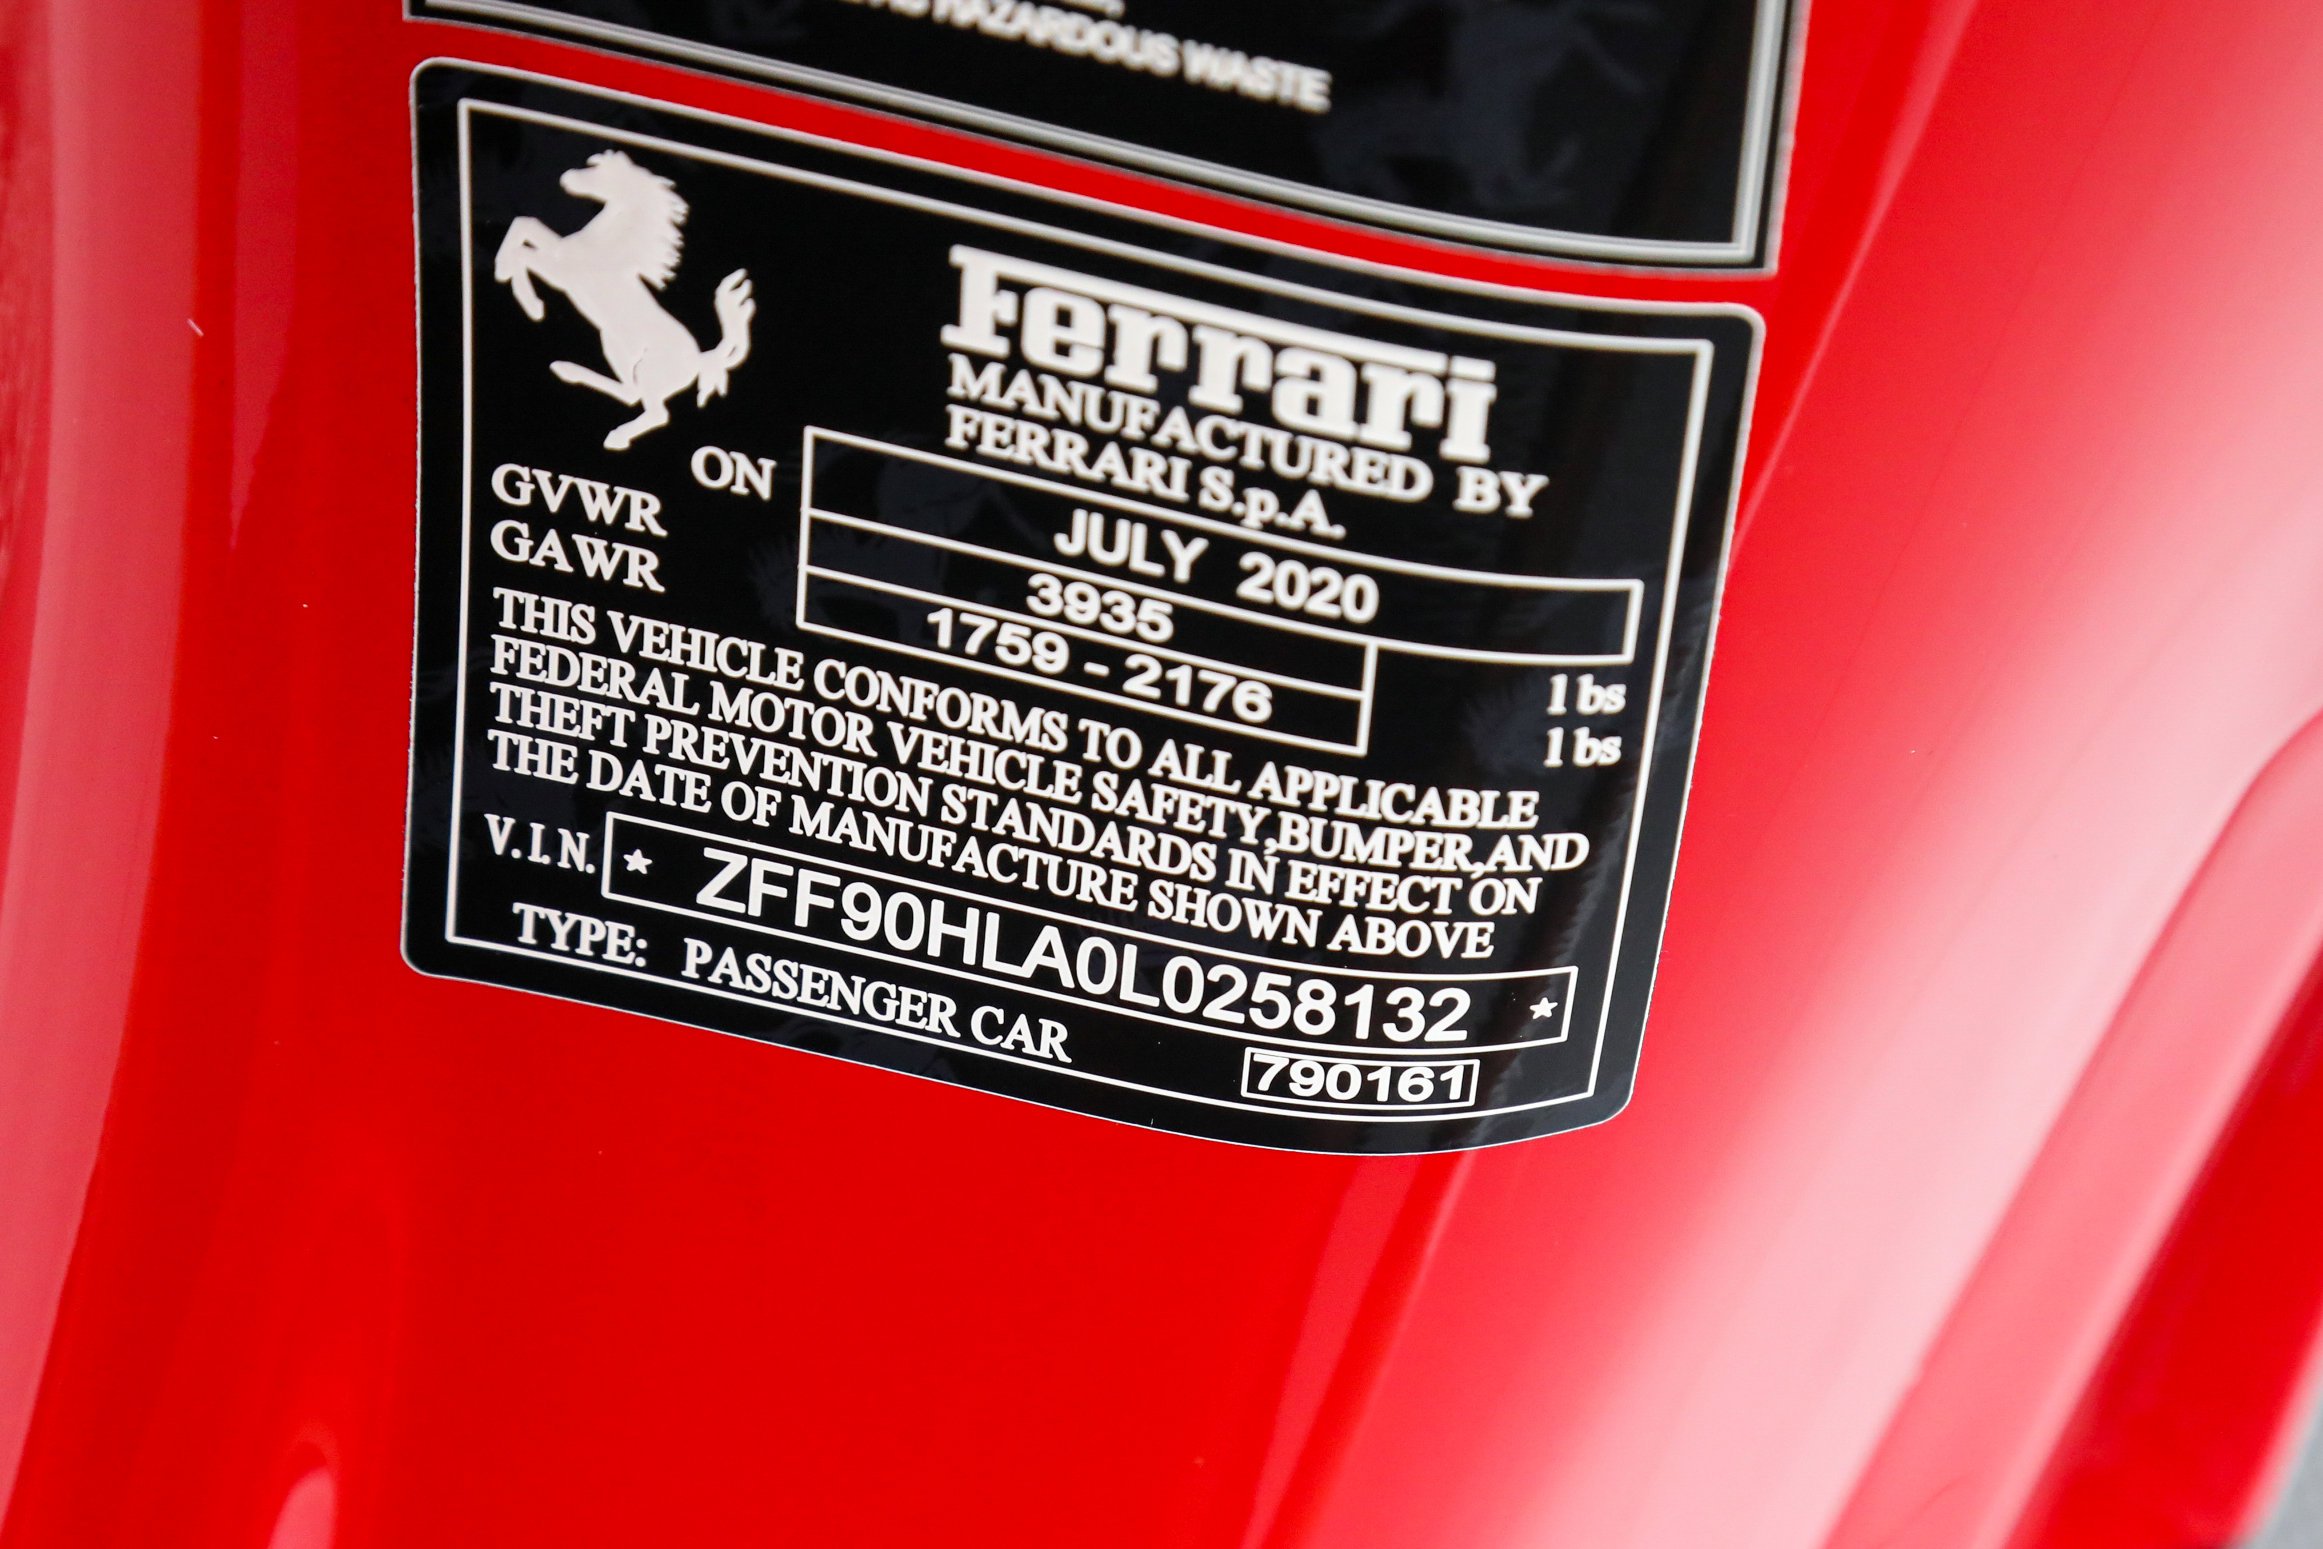 HAZARDOUS WASTE
Ferrari
MANUFACTURED BY
FERRARI S.p.A.
ON JULY 2020
GVWR 3935 lbs
GAWR 1759 - 2176 lbs
THIS VEHICLE CONFORMS TO ALL APPLICABLE
FEDERAL MOTOR VEHICLE SAFETY,BUMPER,AND
THEFT PREVENTION STANDARDS IN EFFECT ON
THE DATE OF MANUFACTURE SHOWN ABOVE
V.I.N. ★ ZFF90HLA0L0258132 ★
TYPE: PASSENGER CAR
790161